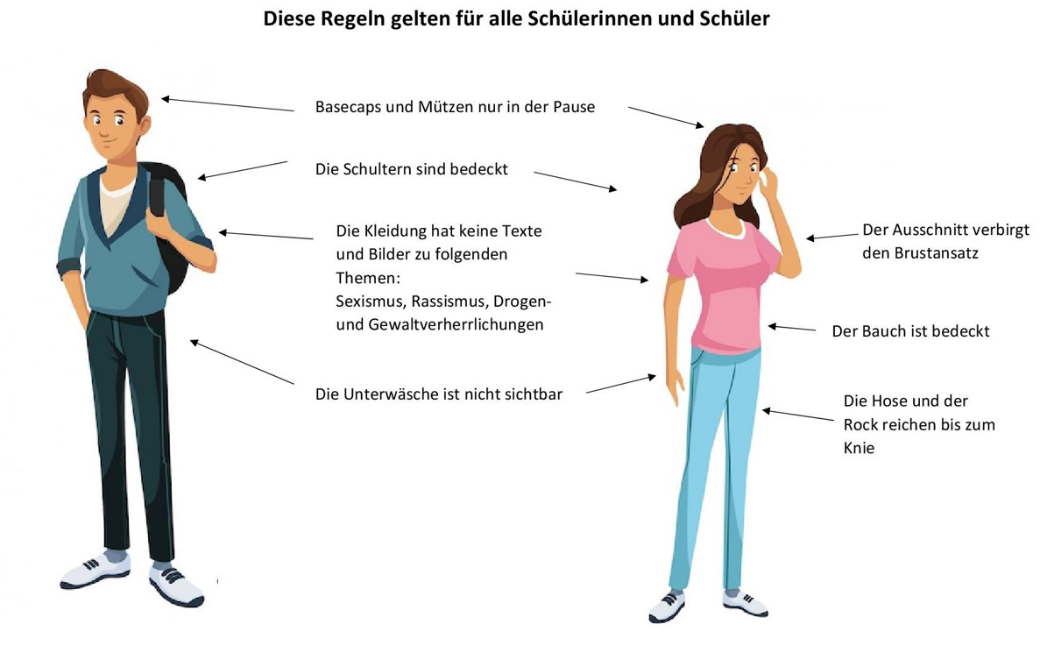 Diese Regeln gelten für alle Schülerinnen und Schüler
Basecaps und Mützen nur in der Pause
Die Schultern sind bedeckt
Die Kleidung hat keine Texte
und Bilder zu folgenden
Themen:
Sexismus, Rassismus, Drogen-
und Gewaltverherrlichungen
Die Unterwäsche ist nicht sichtbar
Der Ausschnitt verbirgt
den Brustansatz
Der Bauch ist bedeckt
Die Hose und der
Rock reichen bis zum
Knie